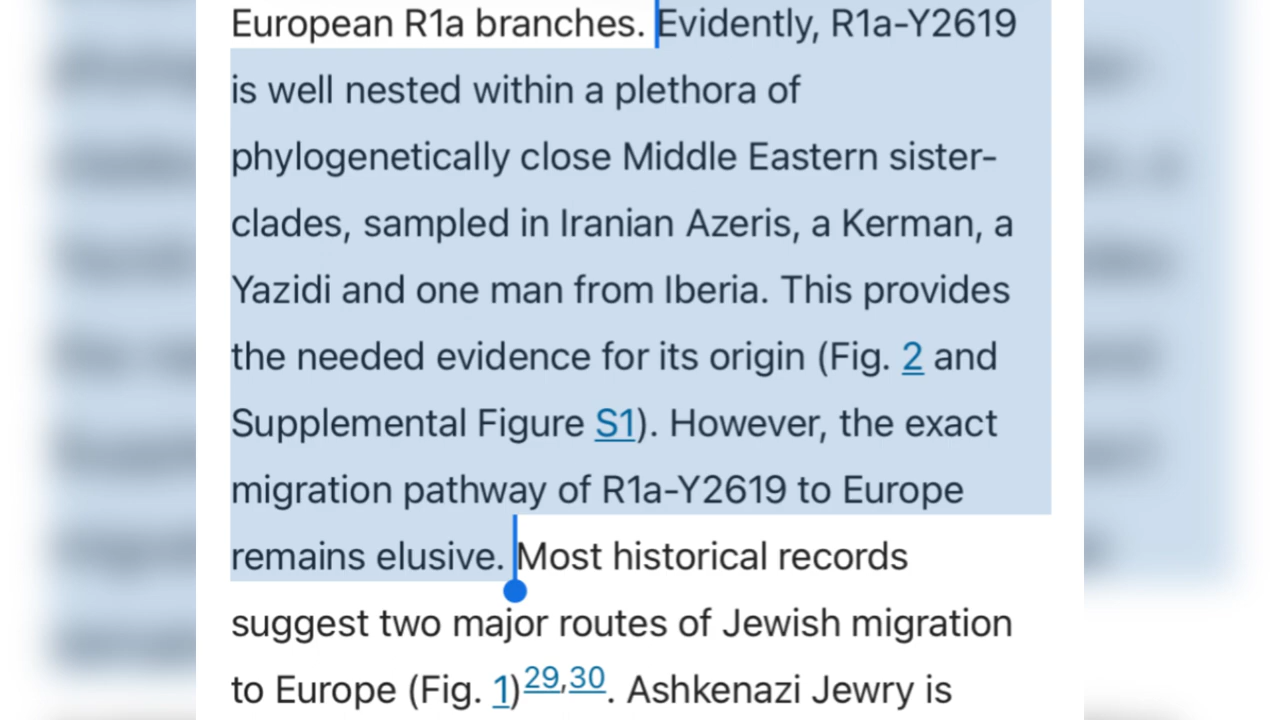 European R1a branches. Evidently, R1a-Y2619
is well nested within a plethora of
phylogenetically close Middle Eastern sister-
clades, sampled in Iranian Azeris, a Kerman, a
Yazidi and one man from Iberia. This provides
the needed evidence for its origin (Fig. 2 and
Supplemental Figure S1). However, the exact
migration pathway of R1a-Y2619 to Europe
remains elusive. Most historical records
suggest two major routes of Jewish migration
to Europe (Fig. 1)29,30. Ashkenazi Jewry is